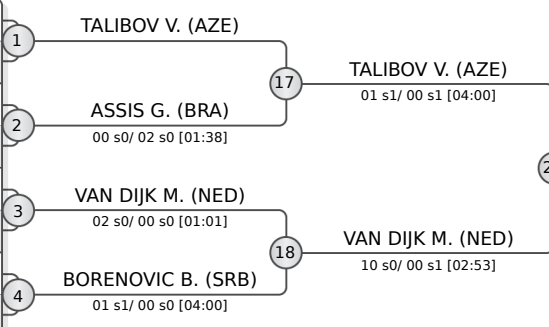 TALIBOV V. (AZE)
1
17
TALIBOV V. (AZE)
01 s1/ 00 s1 [04:00]
ASSIS G. (BRA)
2
00 s0/ 02 s0 [01:38]
VAN DIJK M. (NED)
3
02 s0/ 00 s0 [01:01]
18
VAN DIJK M. (NED)
10 s0/ 00 s1 [02:53]
BORENOVIC B. (SRB)
4
01 s1/ 00 s0 [04:00]